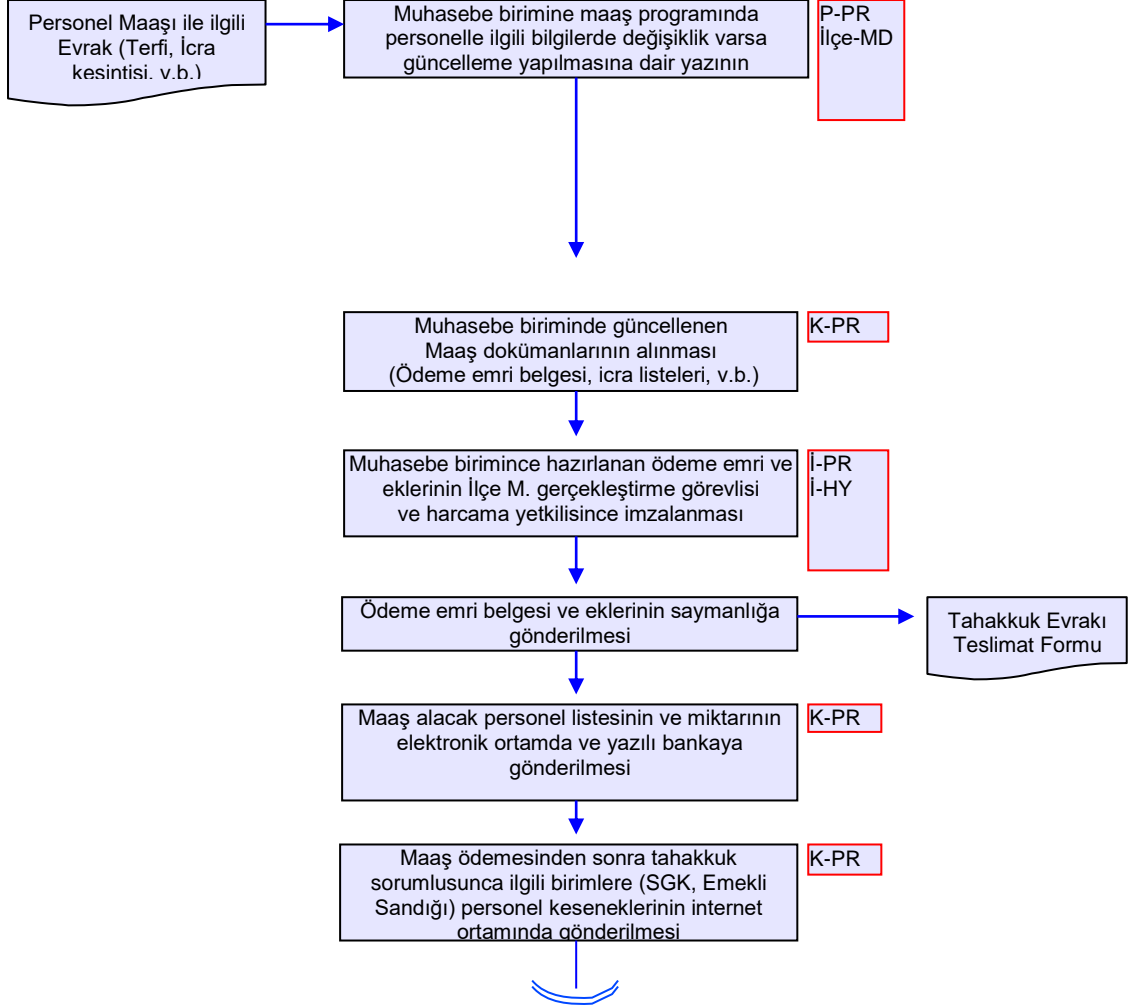 Personel Maaşı ile ilgili
Evrak (Terfi, İcra
kesintisi, v.b.)
Muhasebe birimine maaş programında
personelle ilgili bilgilerde değişiklik varsa
güncelleme yapılmasına dair yazının
P-PR
İlçe-MD
Muhasebe biriminde güncellenen
Maaş dokümanlarının alınması
(Ödeme emri belgesi, icra listeleri, v.b.)
K-PR
Muhasebe birimince hazırlanan ödeme emri ve
eklerinin İlçe M. gerçekleştirme görevlisi
ve harcama yetkilisince imzalanması
İ-PR
İ-HY
Ödeme emri belgesi ve eklerinin saymanlığa
gönderilmesi
Tahakkuk Evrakı
Teslimat Formu
Maaş alacak personel listesinin ve miktarının
elektronik ortamda ve yazılı bankaya
gönderilmesi
K-PR
Maaş ödemesinden sonra tahakkuk
sorumlusunca ilgili birimlere (SGK, Emekli
Sandığı) personel keseneklerinin internet
ortamında gönderilmesi
K-PR